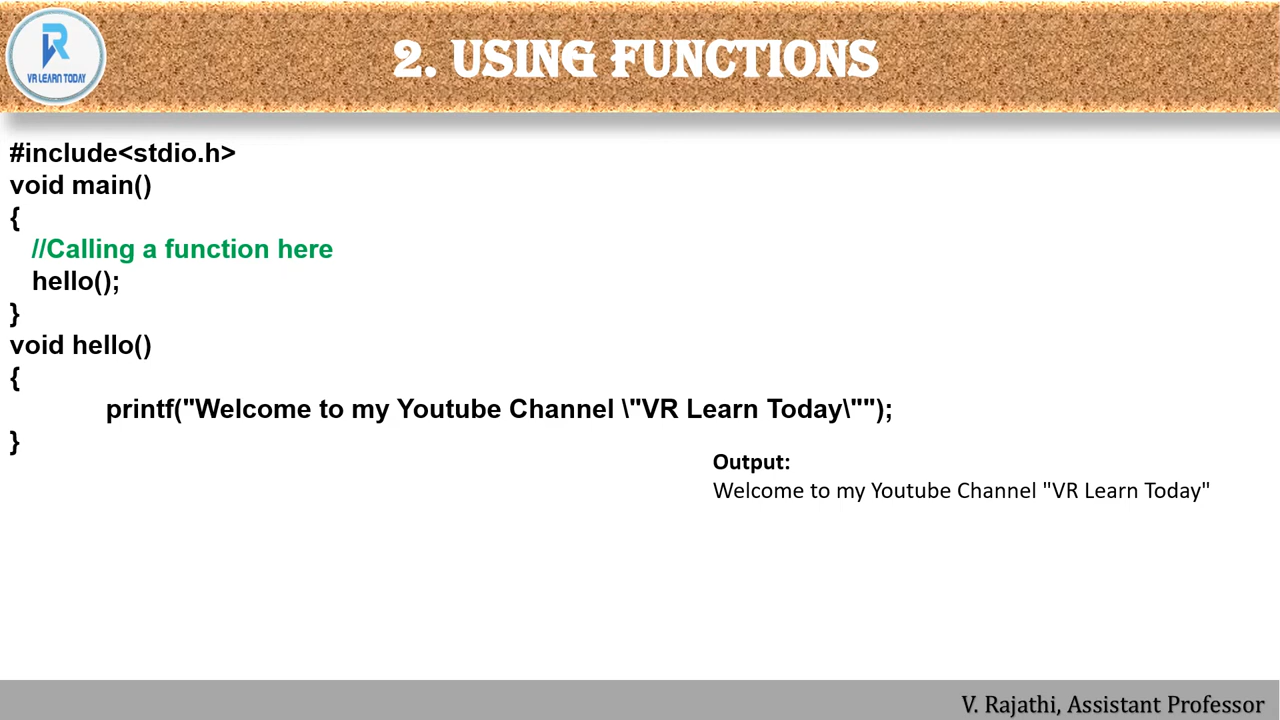 VR LEARN TODAY
2. USING FUNCTIONS
#include<stdio.h>
void main()
{
//Calling a function here
hello();
}
void hello()
{
printf("Welcome to my Youtube Channel \"VR Learn Today\"");
}
Output:
Welcome to my Youtube Channel "VR Learn Today"
V. Rajathi, Assistant Professor